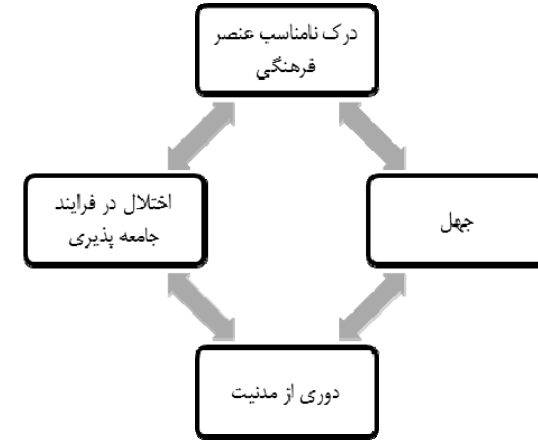 درک نامناسب عنصر
فرهنگی
جهل
اختلال در فرایند
جامعه پذیری
دوری از مدنیت